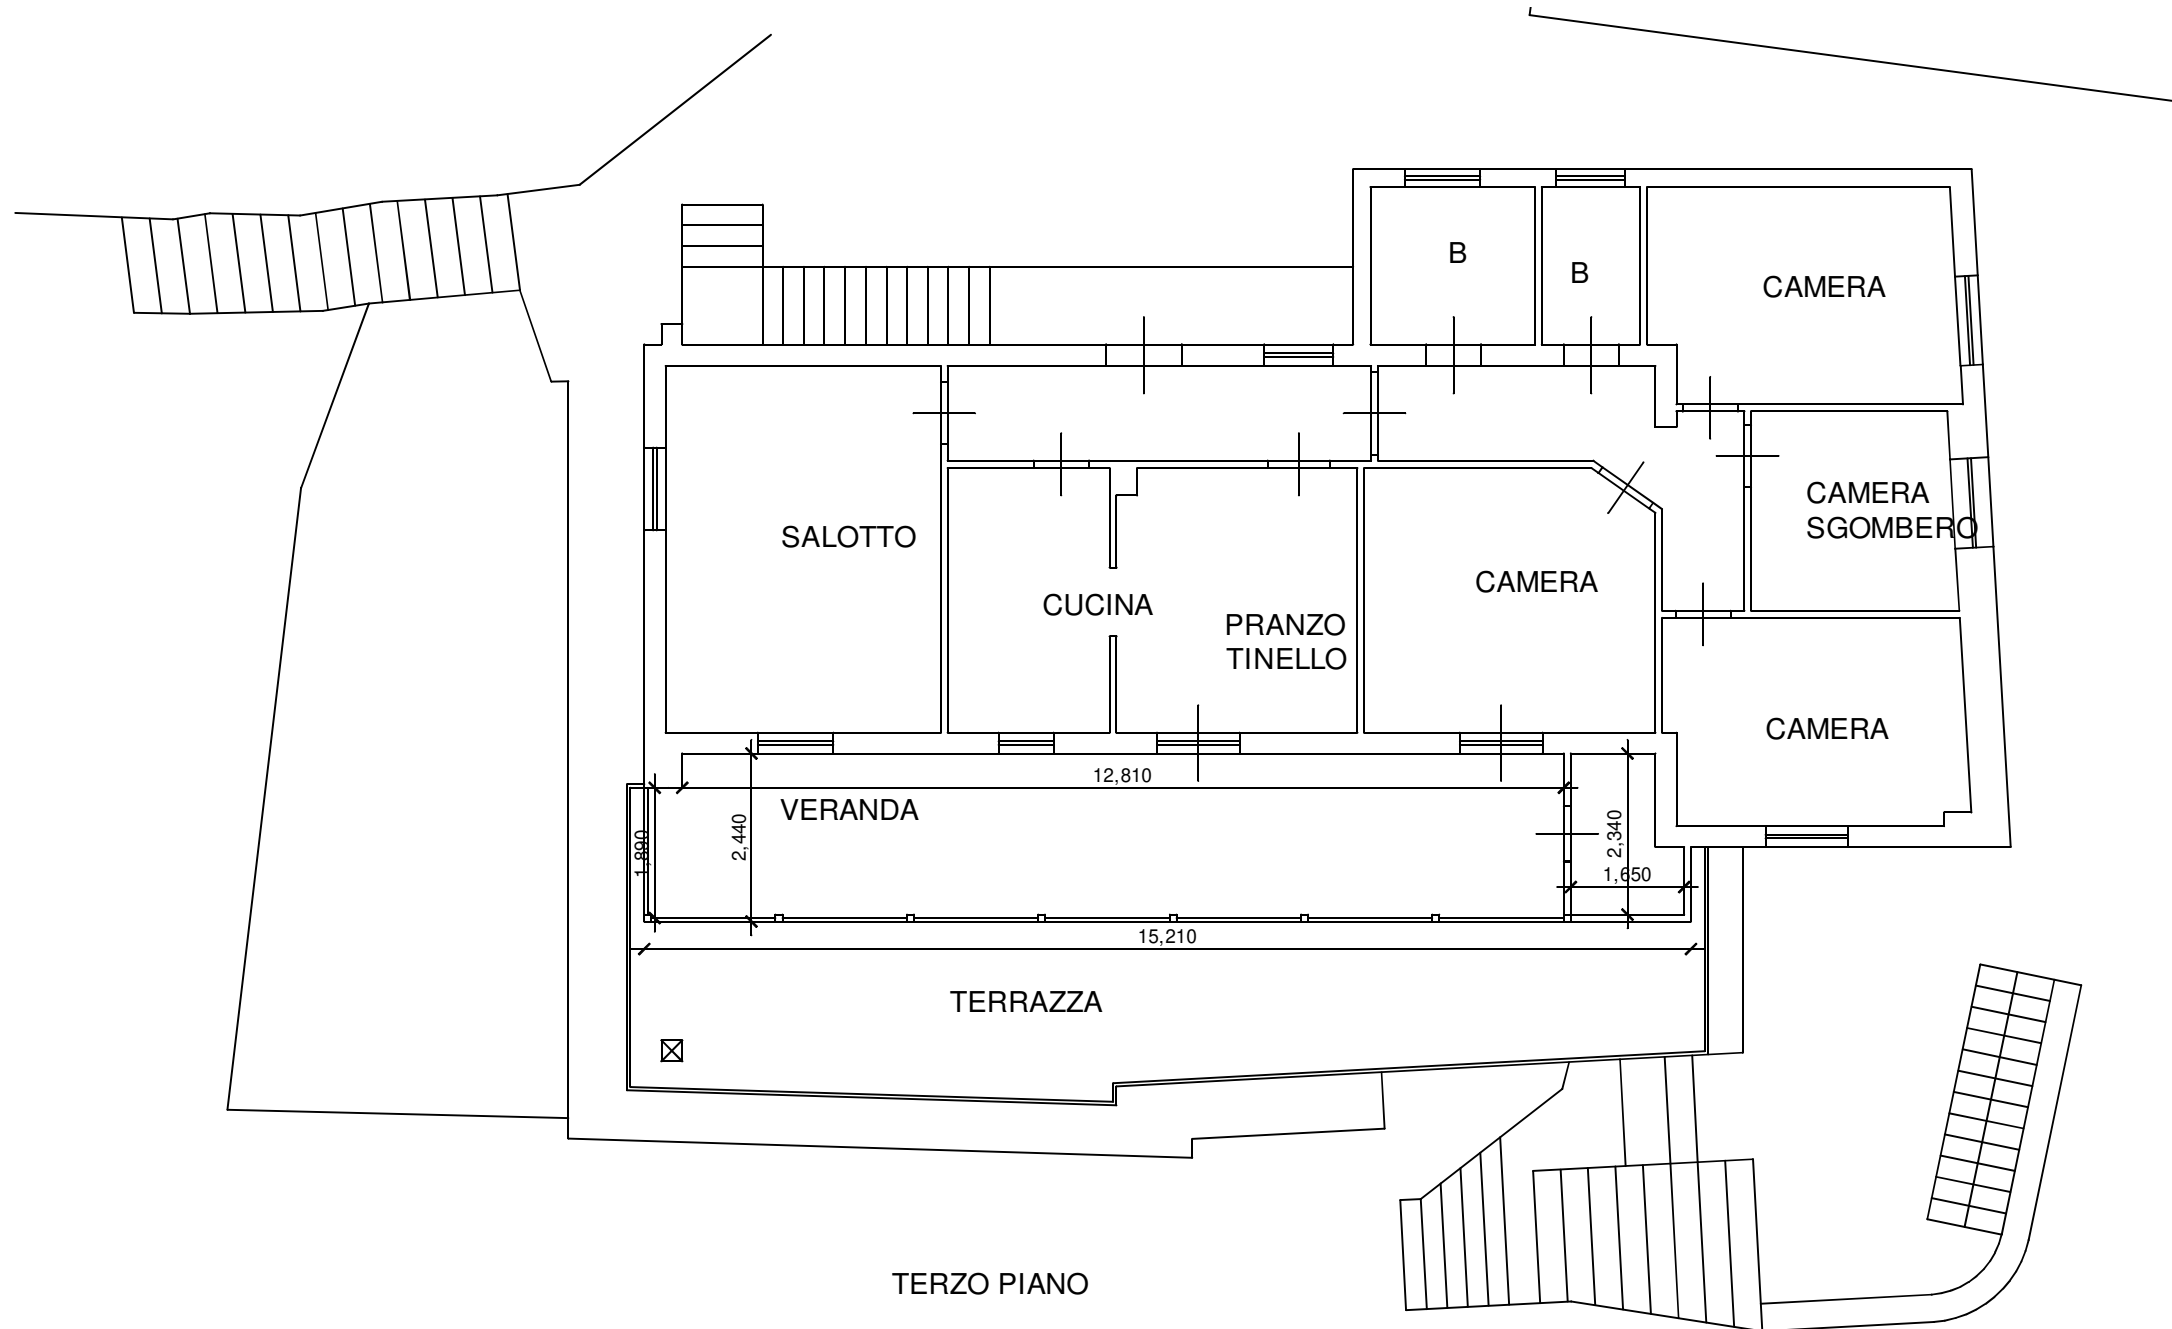 B
B
CAMERA
CAMERA
SGOMBERO
SALOTTO
CAMERA
CUCINA
PRANZO
TINELLO
CAMERA
12,810
VERANDA
1,890
2,440
2,340
1,650
15,210
TERRAZZA
TERZO PIANO